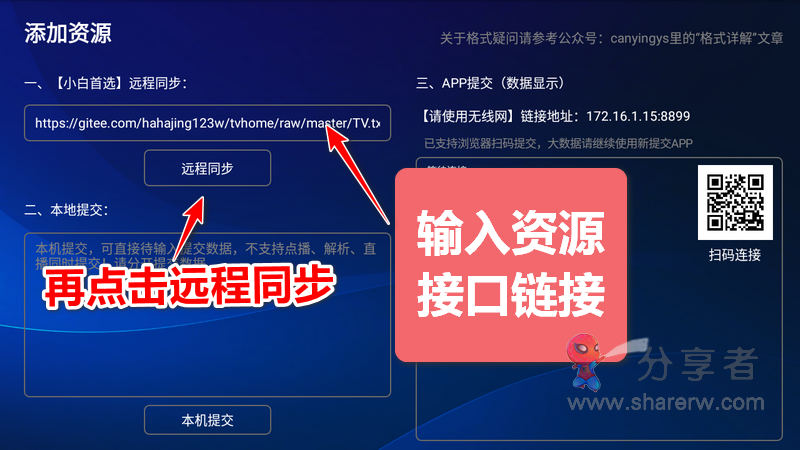 添加资源
关于格式疑问请参考公众号：canyingys里的“格式详解”文章
一、【小白首选】远程同步：
https://gitee.com/hahajing123w/tvhome/raw/master/TV.tx
远程同步
二、本地提交：
本机提交，可直接待输入提交数据，不支持点播、解析、直
播同时提交！请分开提交数据
再点击远程同步
本机提交
三、APP提交（数据显示）
【请使用无线网】链接地址：172.16.1.15:8899
已支持浏览器扫码提交，大数据请继续使用新提交APP
输入资源
接口链接
扫码连接
分享者
www.sharerw.com